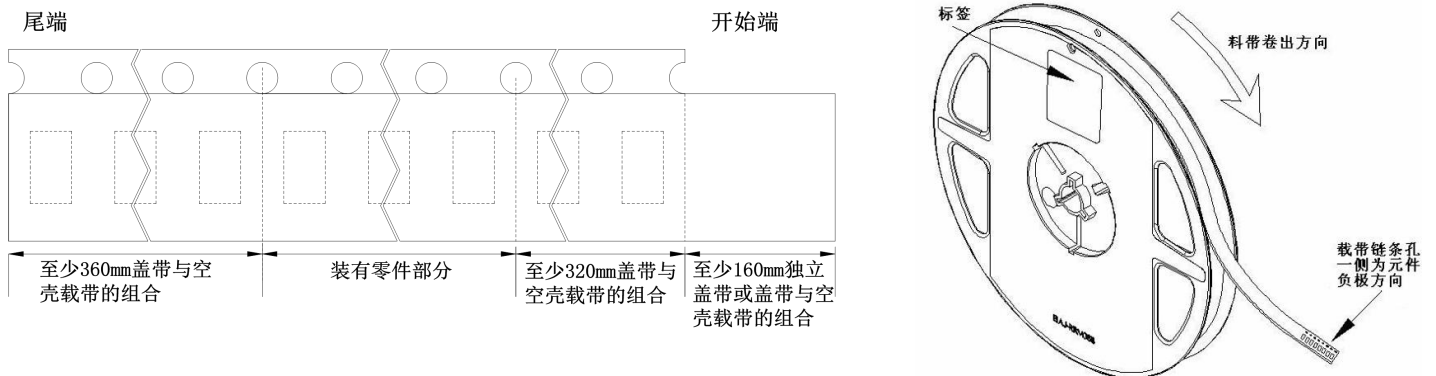 尾端
开始端
至少360mm盖带与空
壳载带的组合
装有零件部分
至少320mm盖带与
空壳载带的组合
至少160mm独立
盖带或盖带与空
壳载带的组合
标签
料带卷出方向
载带链条孔
一侧为元件
负极方向